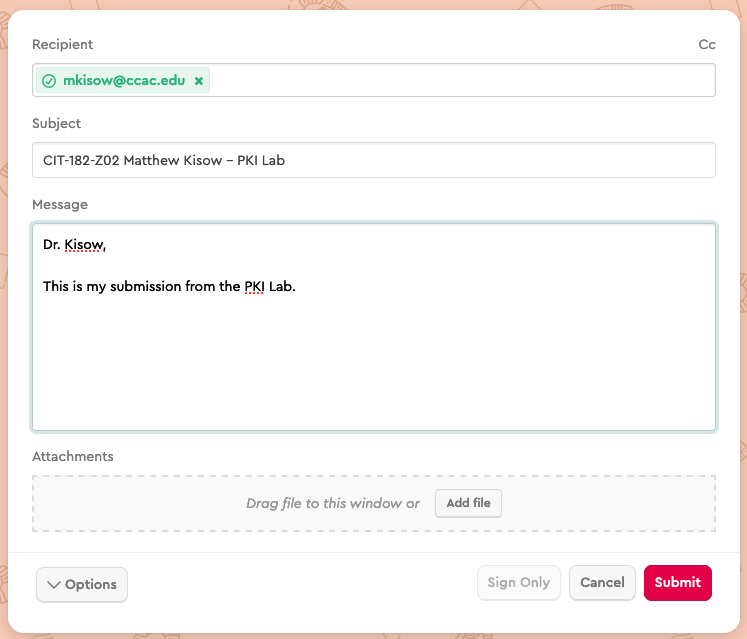 Recipient
Cc
mkisow@ccac.edu ×
Subject
CIT-182-Z02 Matthew Kisow – PKI Lab
Message
Dr. Kisow,
This is my submission from the PKI Lab.
Attachments
Drag file to this window or Add file
Options
Sign Only
Cancel
Submit